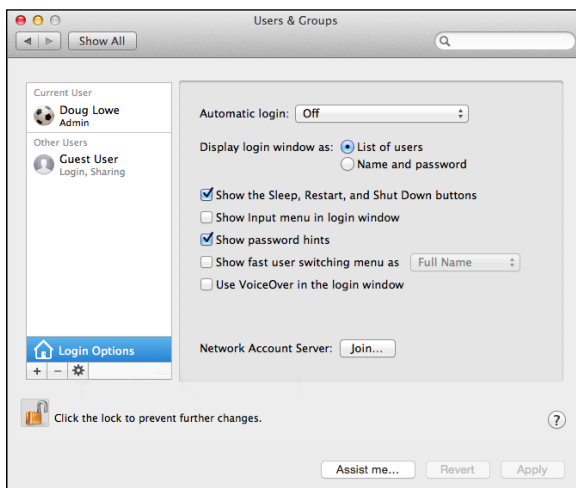 Users & Groups
Show All
Current User
Doug Lowe
Admin
Other Users
Guest User
Login, Sharing
Login Options
+ −
Automatic login: Off
Display login window as: List of users
Name and password
Show the Sleep, Restart, and Shut Down buttons
Show Input menu in login window
Show password hints
Show fast user switching menu as Full Name
Use VoiceOver in the login window
Network Account Server: Join...
Click the lock to prevent further changes.
?
Assist me... Revert Apply